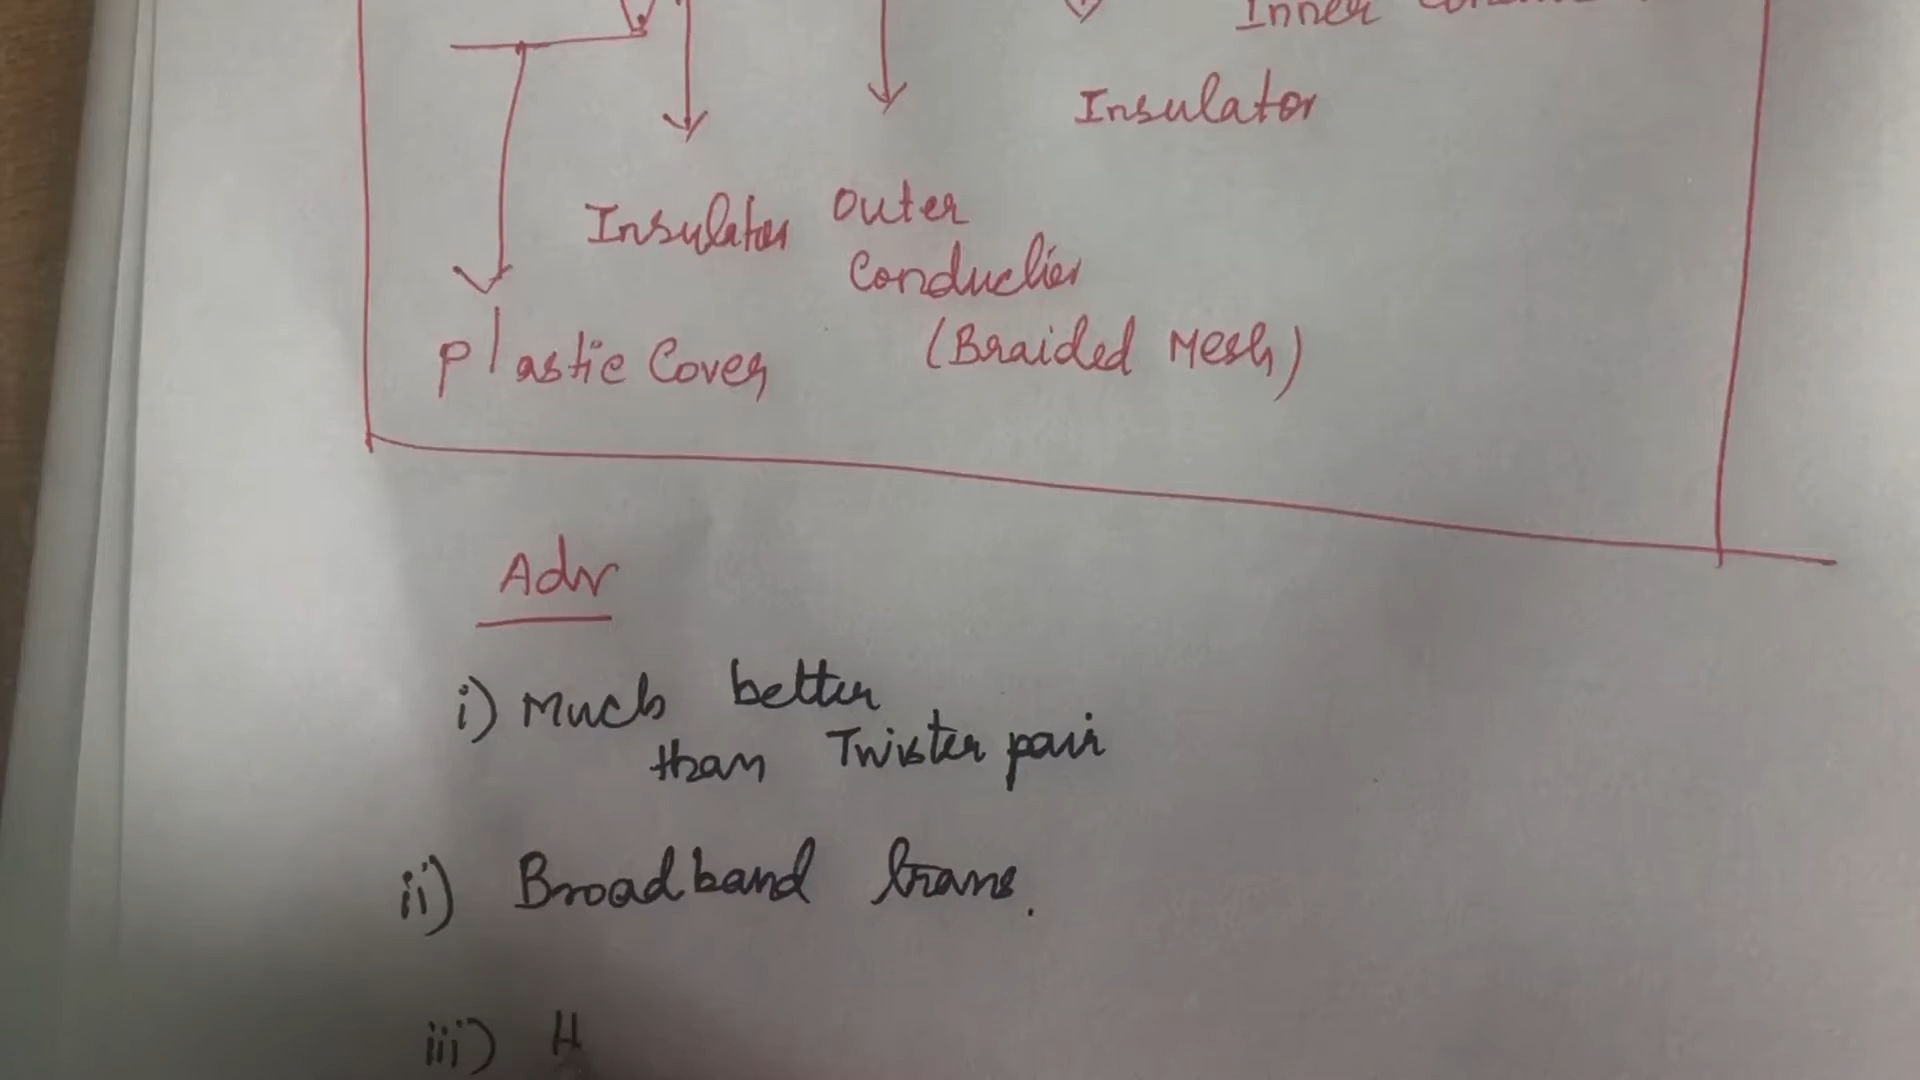 Inner
Insulator
Insulator Outer
Conductor
(Braided Mesh)
Plastic Cover
Adv
i) Much better
than Twister pair
ii) Broadband trans.
iii) H